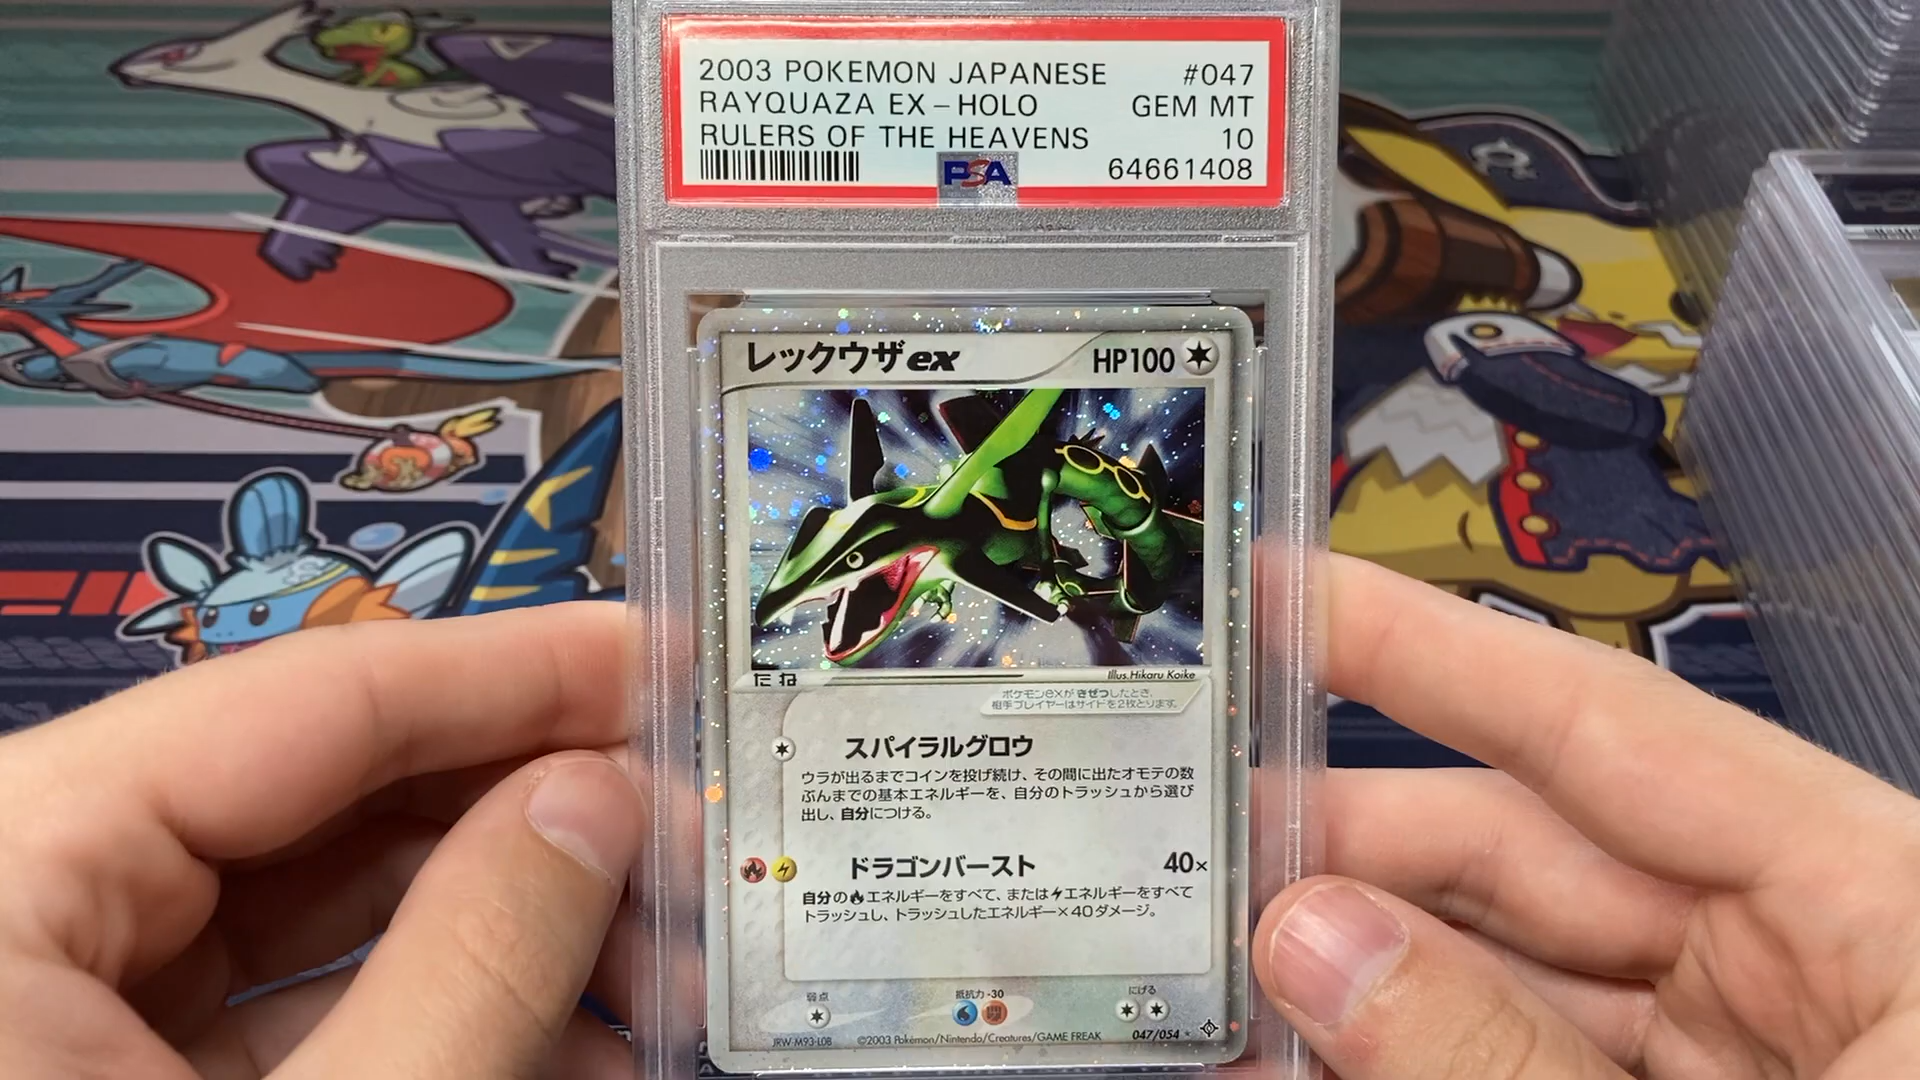 2003 POKEMON JAPANESE #047
RAYQUAZA EX-HOLO GEM MT
RULERS OF THE HEAVENS 10
PSA 64661408
レックウザex HP100
たね Illus.Hikaru Koike
ポケモンexがきぜつしたとき、
相手プレイヤーはサイドを2枚とります。
スパイラルグロウ
ウラが出るまでコインを投げ続け、その間に出たオモテの数
ぶんまでの基本エネルギーを、自分のトラッシュから選び
出し、自分につける。
ドラゴンバースト 40×
自分のエネルギーをすべて、またはエネルギーをすべて
トラッシュし、トラッシュしたエネルギー×40ダメージ。
弱点 抵抗力 -30 にげる
JRW-M93-L0B ©2003 Pokémon/Nintendo/Creatures/GAME FREAK 047/054 ★